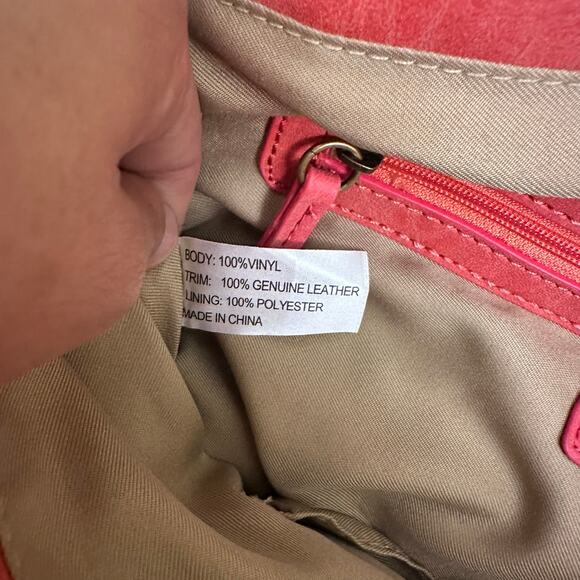 BODY: 100%VINYL
TRIM: 100% GENUINE LEATHER
LINING: 100% POLYESTER
MADE IN CHINA